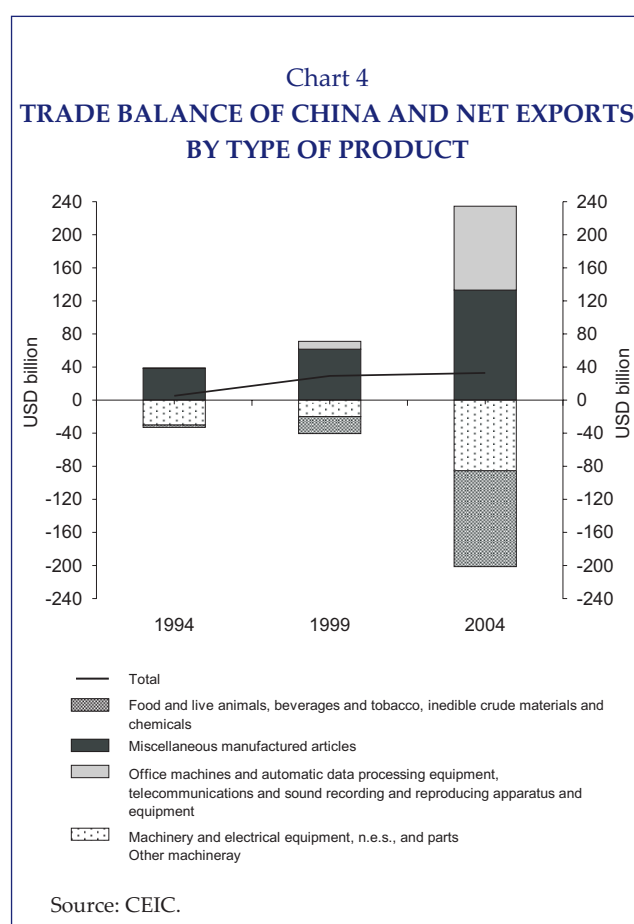 Chart 4
TRADE BALANCE OF CHINA AND NET EXPORTS
BY TYPE OF PRODUCT
240
200
160
120
80
40
0
-40
-80
-120
-160
-200
-240
USD billion
240
200
160
120
80
40
0
-40
-80
-120
-160
-200
-240
USD billion
1994 1999 2004
Total
Food and live animals, beverages and tobacco, inedible crude materials and
chemicals
Miscellaneous manufactured articles
Office machines and automatic data processing equipment,
telecommunications and sound recording and reproducing apparatus and
equipment
Machinery and electrical equipment, n.e.s., and parts
Other machineray
Source: CEIC.